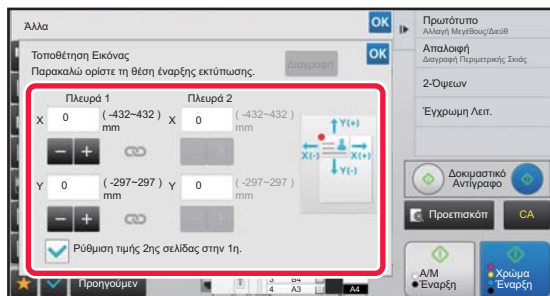 Άλλα
OK
Τοποθέτηση Εικόνας
Παρακαλώ ορίστε τη θέση έναρξης εκτύπωσης.
Διαγραφή
OK
Πλευρά 1
Πλευρά 2
X 0 (-432~432) mm
X 0 (-432~432) mm
Y(+)
X(-) X(+)
Y(-)
Y 0 (-297~297) mm
Y 0 (-297~297) mm
Ρύθμιση τιμής 2ης σελίδας στην 1η.
Προηγούμεν
3 B4
4 A3
A4
Πρωτότυπο
Αλλαγή Μεγέθους/Διεύθ
Απαλοιφή
Διαγραφή Περιμετρικής Σκιάς
2-Όψεων
Έγχρωμη Λειτ.
Δοκιμαστικό
Αντίγραφο
Προεπισκόπ
CA
Α/Μ
Έναρξη
Χρώμα
Έναρξη